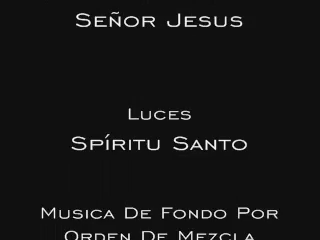 Señor Jesus
Luces
Spíritu Santo
Musica De Fondo Por
Orden De Mezcla